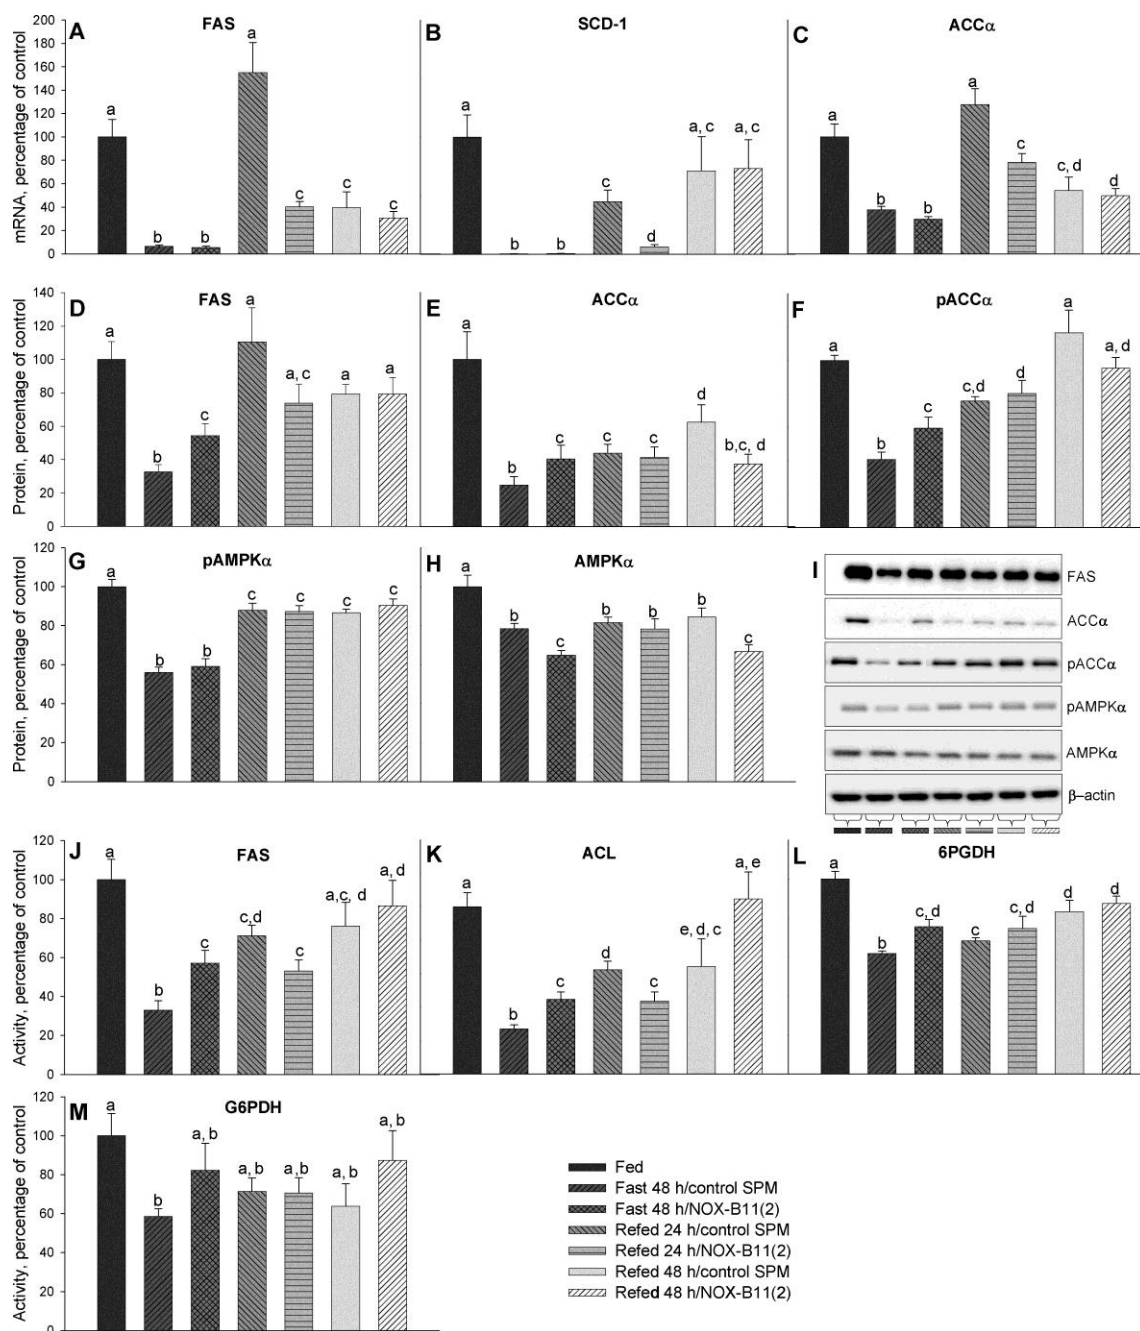 A FAS
mRNA, percentage of control
200
180
160
140
120
100
80
60
40
20
0
a b b a c c c
B SCD-1
a b b c d a, c a, c
C ACCα
a b b a c c, d d
D FAS
Protein, percentage of control
140
120
100
80
60
40
20
0
a b c a a, c a a
E ACCα
a b c c c d b,c, d
F pACCα
a b c c,d d a a, d
G pAMPKα
Protein, percentage of control
120
100
80
60
40
20
0
a b b c c c c
H AMPKα
a b c b b b c
I
FAS
ACCα
pACCα
pAMPKα
AMPKα
β–actin
J FAS
Activity, percentage of control
120
100
80
60
40
20
0
a b c c,d c a,c, d a, d
K ACL
a b c d c e, d, c a, e
L 6PGDH
a b c, d c c, d d d
M G6PDH
Activity, percentage of control
120
100
80
60
40
20
0
a b a, b a, b a, b a, b a, b
Fed
Fast 48 h/control SPM
Fast 48 h/NOX-B11(2)
Refed 24 h/control SPM
Refed 24 h/NOX-B11(2)
Refed 48 h/control SPM
Refed 48 h/NOX-B11(2)